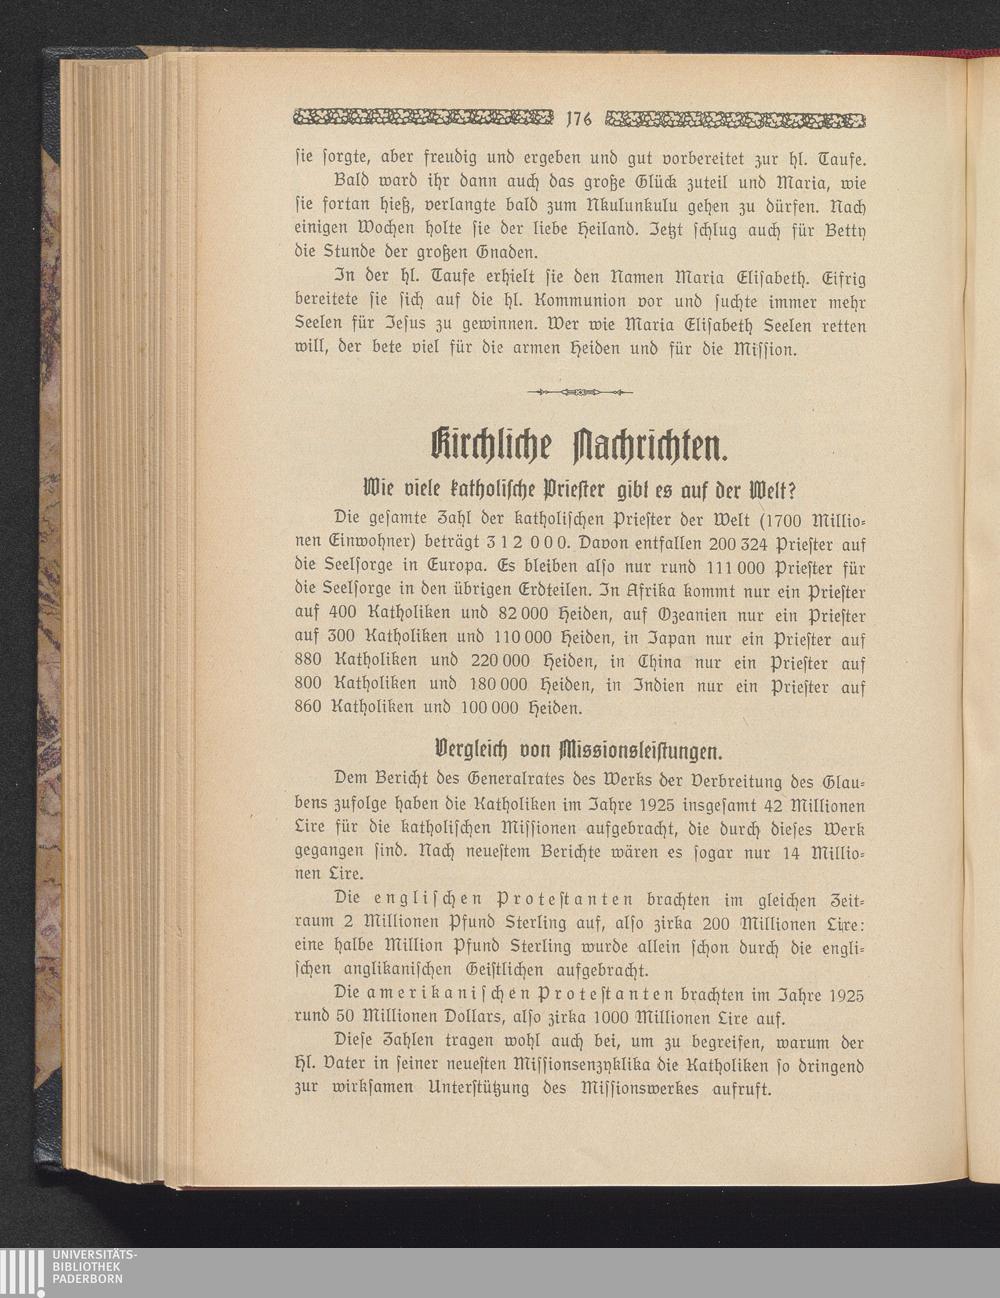 176
sie sorgte, aber freudig und ergeben und gut vorbereitet zur hl. Taufe.
Bald ward ihr dann auch das große Glück zuteil und Maria, wie
sie fortan hieß, verlangte bald zum Nkulunkulu gehen zu dürfen. Nach
einigen Wochen holte sie der liebe Heiland. Jetzt schlug auch für Betty
die Stunde der großen Gnaden.
In der hl. Taufe erhielt sie den Namen Maria Elisabeth. Eifrig
bereitete sie sich auf die hl. Kommunion vor und suchte immer mehr
Seelen für Jesus zu gewinnen. Wer wie Maria Elisabeth Seelen retten
will, der bete viel für die armen Heiden und für die Mission.
Kirchliche Nachrichten.
Wie viele katholische Priester gibt es auf der Welt?
Die gesamte Zahl der katholischen Priester der Welt (1700 Millio-
nen Einwohner) beträgt 312 000. Davon entfallen 200 324 Priester auf
die Seelsorge in Europa. Es bleiben also nur rund 111 000 Priester für
die Seelsorge in den übrigen Erdteilen. In Afrika kommt nur ein Priester
auf 400 Katholiken und 82 000 Heiden, auf Ozeanien nur ein Priester
auf 300 Katholiken und 110 000 Heiden, in Japan nur ein Priester auf
880 Katholiken und 220 000 Heiden, in China nur ein Priester auf
800 Katholiken und 180 000 Heiden, in Indien nur ein Priester auf
860 Katholiken und 100 000 Heiden.
Vergleich von Missionsleistungen.
Dem Bericht des Generalrates des Werks der Verbreitung des Glau-
bens zufolge haben die Katholiken im Jahre 1925 insgesamt 42 Millionen
Lire für die katholischen Missionen aufgebracht, die durch dieses Werk
gegangen sind. Nach neuestem Berichte wären es sogar nur 14 Millio-
nen Lire.
Die englischen Protestanten brachten im gleichen Zeit-
raum 2 Millionen Pfund Sterling auf, also zirka 200 Millionen Lire:
eine halbe Million Pfund Sterling wurde allein schon durch die engli-
schen anglikanischen Geistlichen aufgebracht.
Die amerikanischen Protestanten brachten im Jahre 1925
rund 50 Millionen Dollars, also zirka 1000 Millionen Lire auf.
Diese Zahlen tragen wohl auch bei, um zu begreifen, warum der
Hl. Vater in seiner neuesten Missionsenzyklika die Katholiken so dringend
zur wirksamen Unterstützung des Missionswerkes aufruft.
UNIVERSITÄTS-
BIBLIOTHEK
PADERBORN